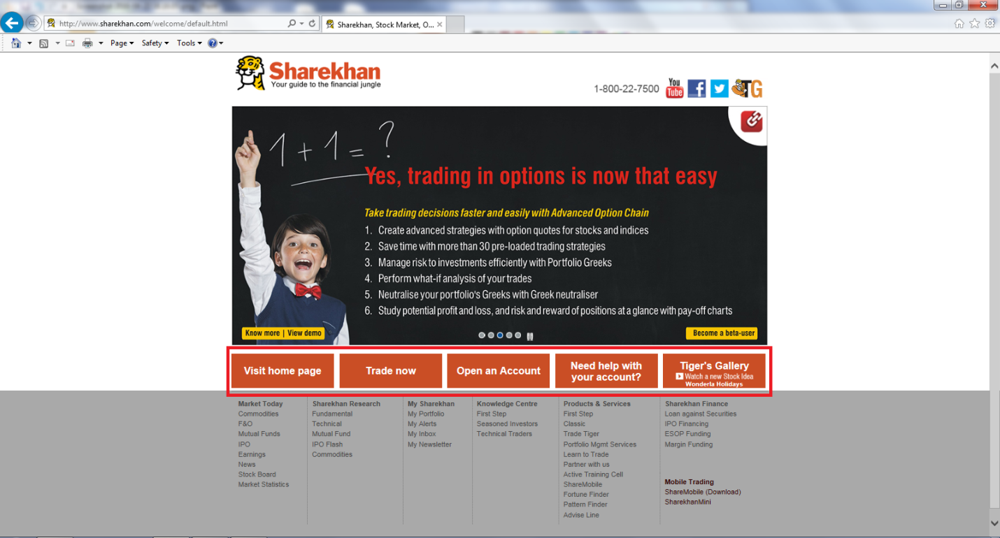 http://www.sharekhan.com/welcome/default.html
Sharekhan, Stock Market, O...
Page
Safety
Tools
Sharekhan
Your guide to the financial jungle
1-800-22-7500
You
Tube
f
TG
1 + 1 = ?
Yes, trading in options is now that easy
Take trading decisions faster and easily with Advanced Option Chain
1. Create advanced strategies with option quotes for stocks and indices
2. Save time with more than 30 pre-loaded trading strategies
3. Manage risk to investments efficiently with Portfolio Greeks
4. Perform what-if analysis of your trades
5. Neutralise your portfolio's Greeks with Greek neutraliser
6. Study potential profit and loss, and risk and reward of positions at a glance with pay-off charts
Know more | View demo
Become a beta-user
Visit home page
Trade now
Open an Account
Need help with
your account?
Tiger's Gallery
Watch a new Stock Idea
Wonderla Holidays
Market Today
Commodities
F&O
Mutual Funds
IPO
Earnings
News
Stock Board
Market Statistics
Sharekhan Research
Fundamental
Technical
Mutual Fund
IPO Flash
Commodities
My Sharekhan
My Portfolio
My Alerts
My Inbox
My Newsletter
Knowledge Centre
First Step
Seasoned Investors
Technical Traders
Products & Services
First Step
Classic
Trade Tiger
Portfolio Mgmt Services
Learn to Trade
Partner with us
Active Training Cell
ShareMobile
Fortune Finder
Pattern Finder
Advise Line
Sharekhan Finance
Loan against Securities
IPO Financing
ESOP Funding
Margin Funding
Mobile Trading
ShareMobile (Download)
SharekhanMini